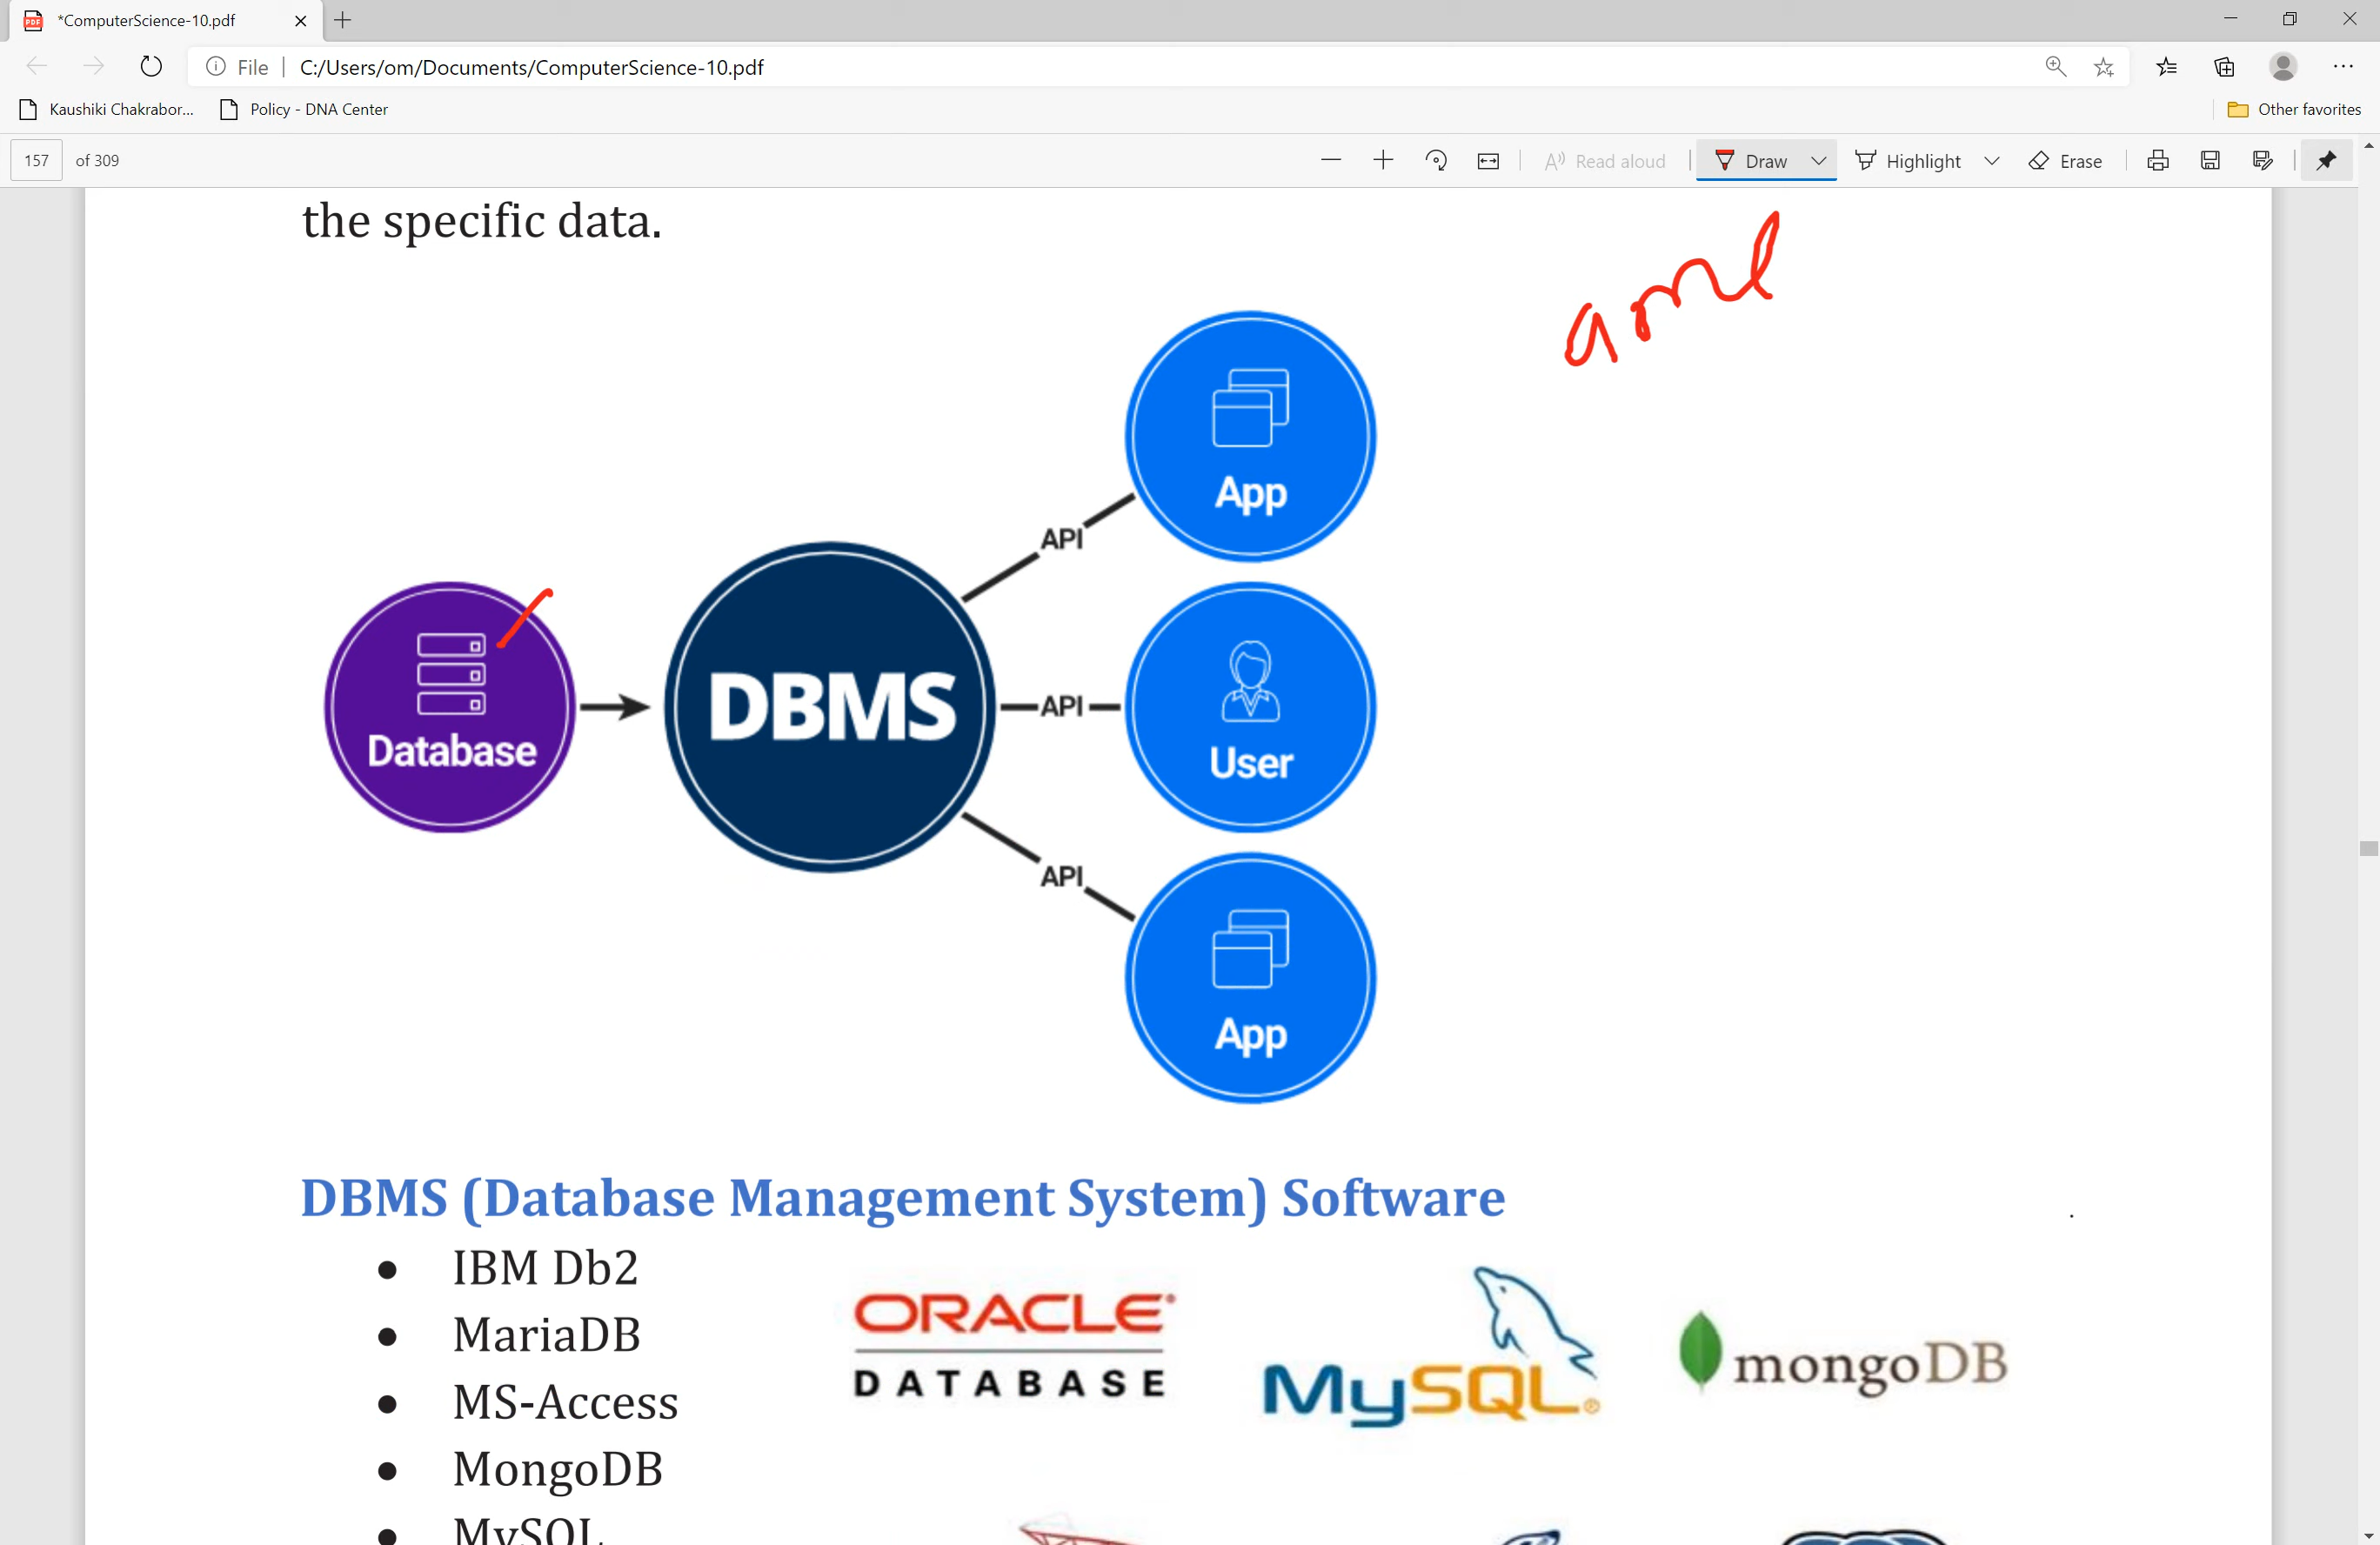 *ComputerScience-10.pdf
File C:/Users/om/Documents/ComputerScience-10.pdf
Kaushiki Chakrabor... Policy - DNA Center Other favorites
157 of 309 Read aloud Draw Highlight Erase
the specific data.
App
API
Database
DBMS
API
User
API
App
DBMS (Database Management System) Software
• IBM Db2
• MariaDB
• MS-Access
• MongoDB
• MySQL
ORACLE
DATABASE
MySQL
mongoDB